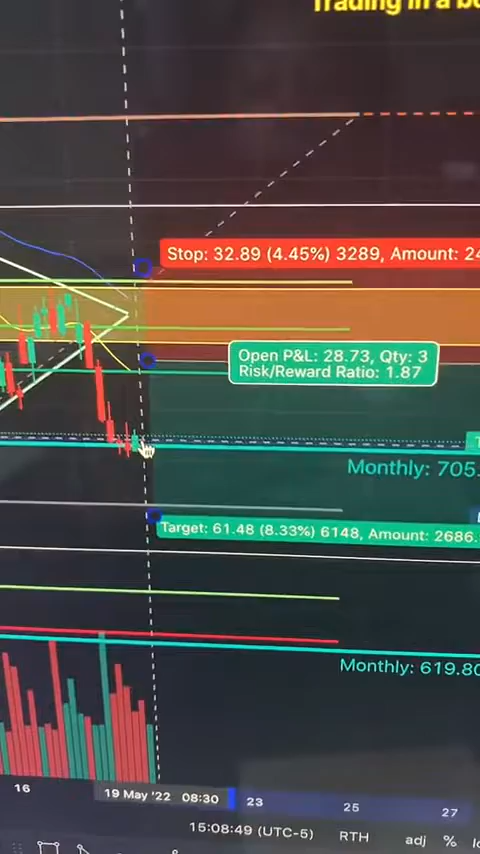 Trading in a
Stop: 32.89 (4.45%) 3289, Amount: 24
Open P&L: 28.73, Qty: 3
Risk/Reward Ratio: 1.87
Monthly: 705.
Target: 61.48 (8.33%) 6148, Amount: 2686.
Monthly: 619.80
16 19 May '22 08:30 23 25 27
15:08:49 (UTC-5) RTH adj %